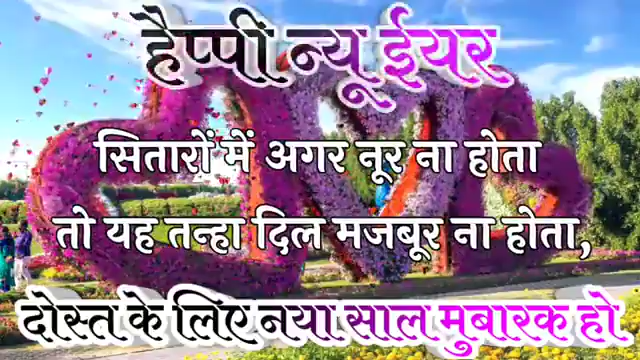 हैप्पी न्यू ईयर
सितारों में अगर नूर ना होता
तो यह तन्हा दिल मजबूर ना होता,
दोस्त के लिए नया साल मुबारक हो